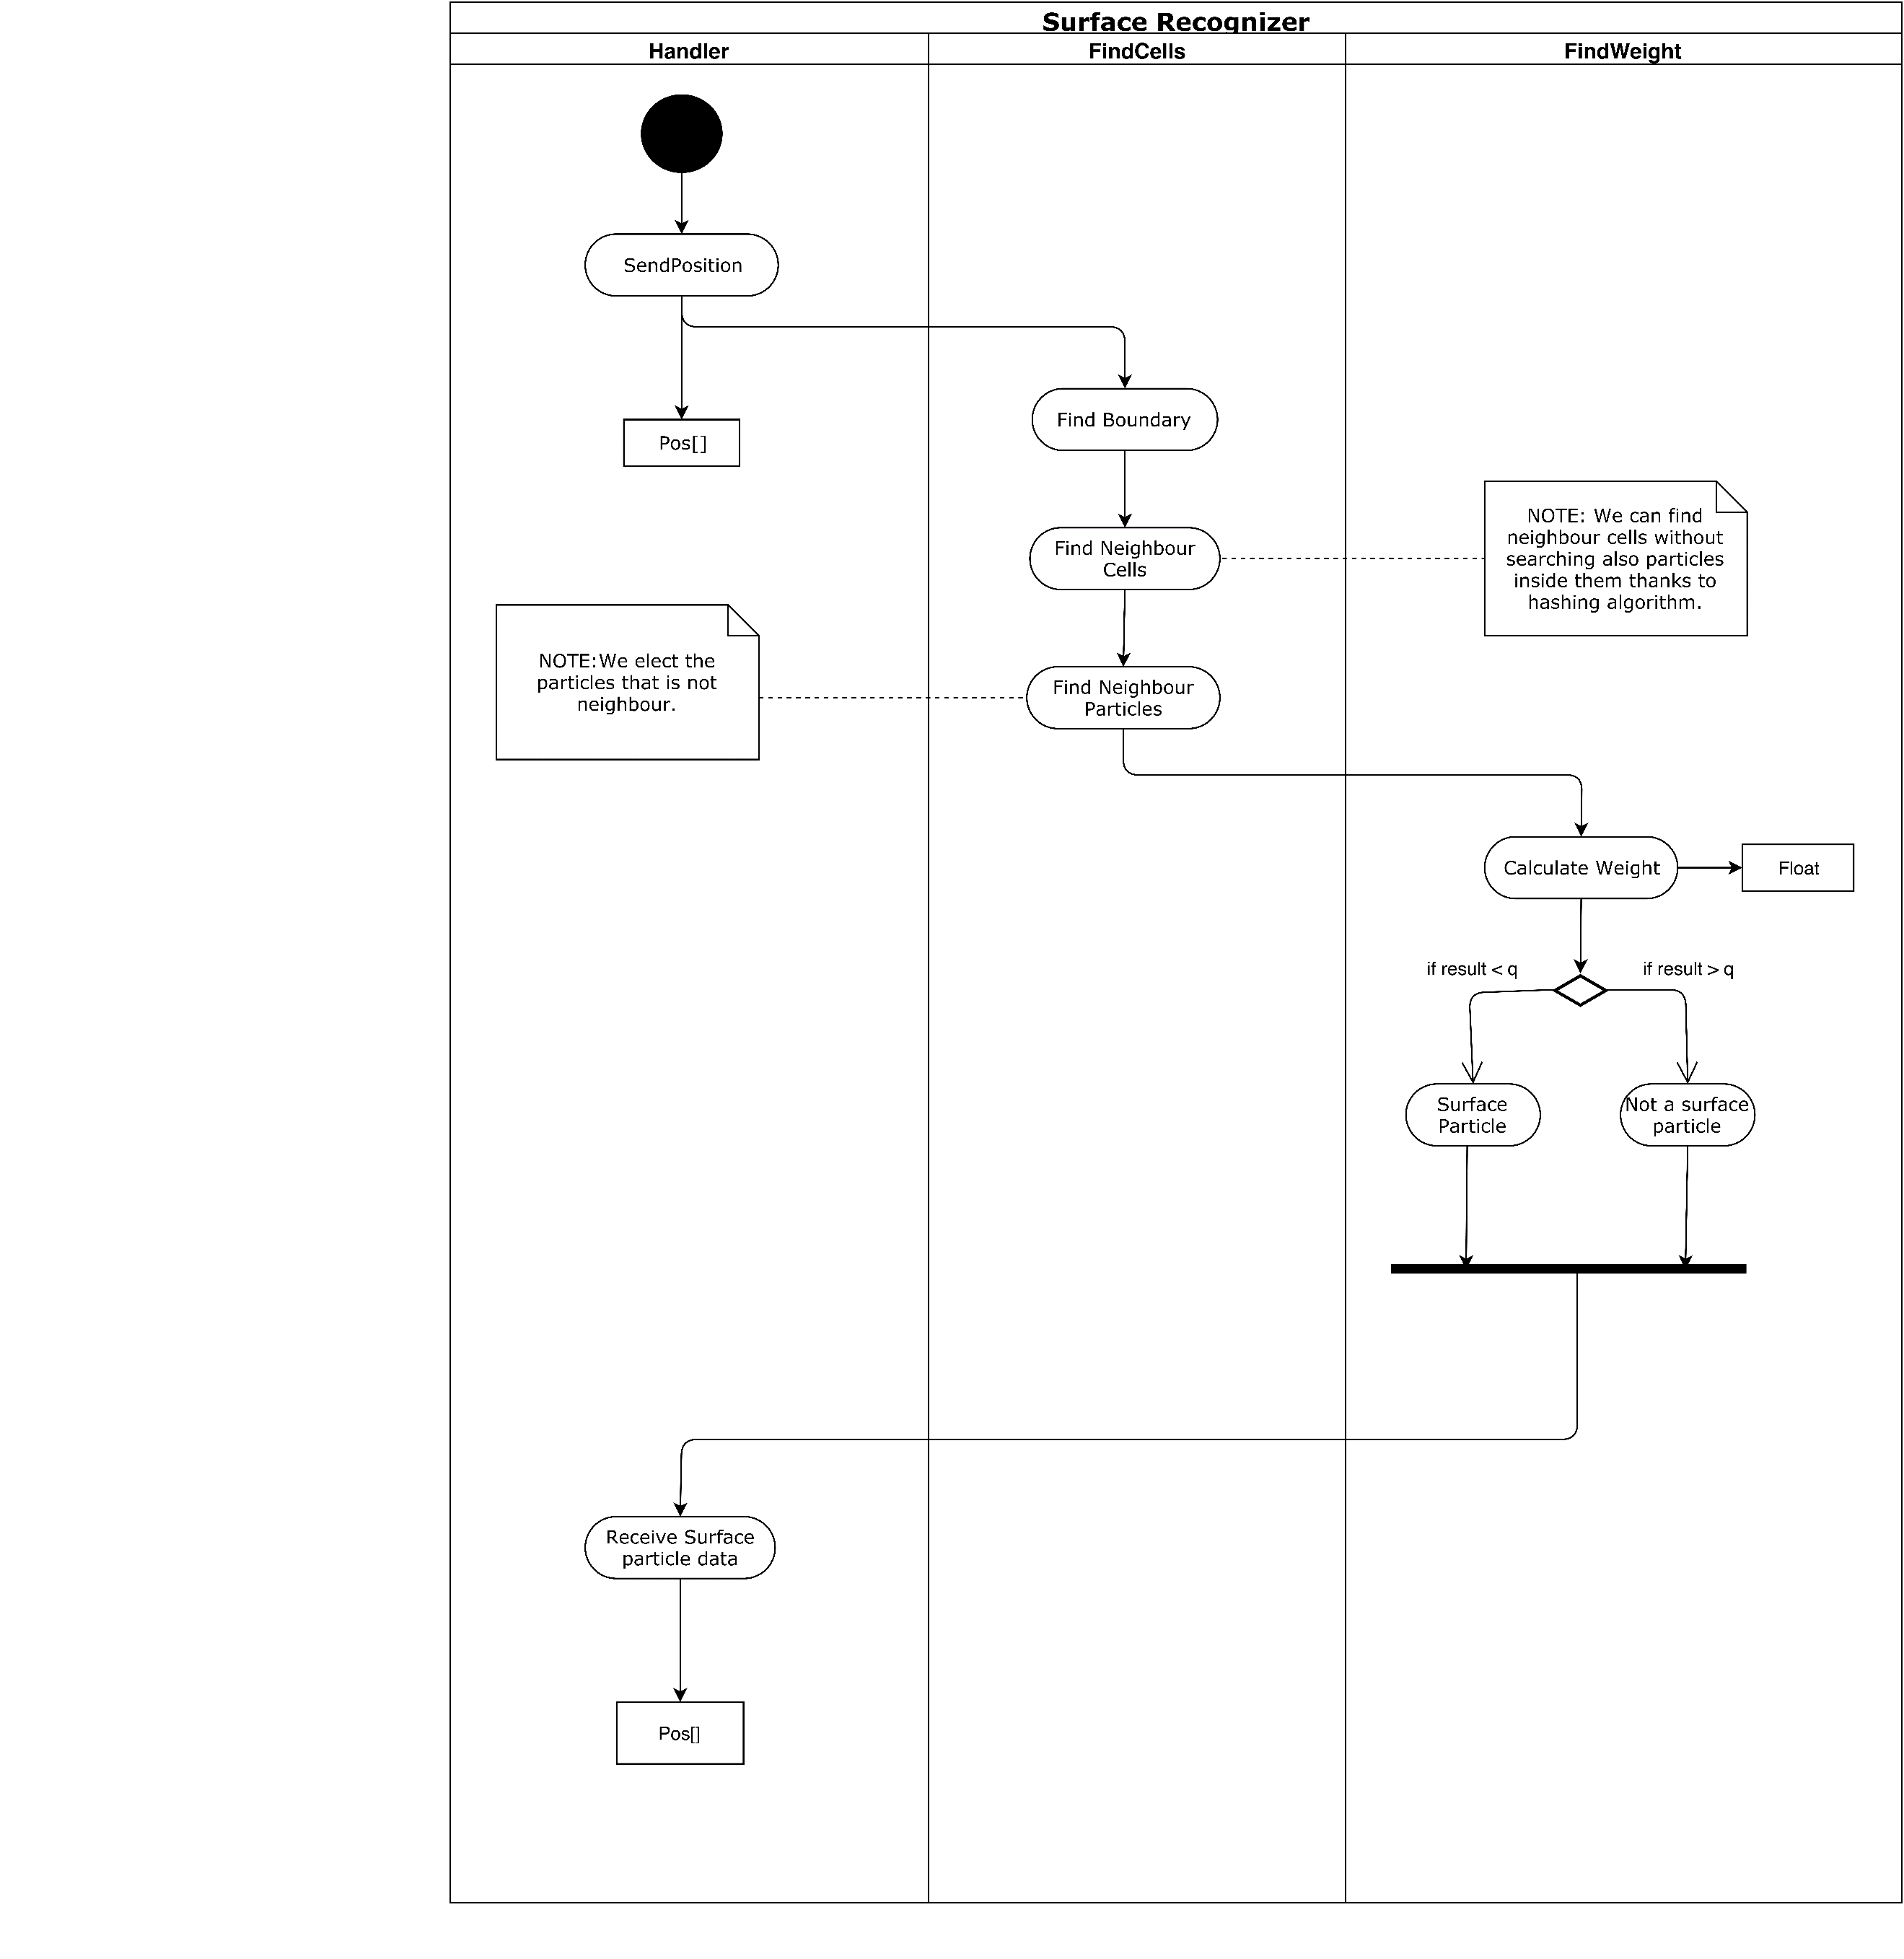 Surface Recognizer
Handler
FindCells
FindWeight
SendPosition
Pos[]
Find Boundary
Find Neighbour
Cells
NOTE: We can find
neighbour cells without
searching also particles
inside them thanks to
hashing algorithm.
NOTE:We elect the
particles that is not
neighbour.
Find Neighbour
Particles
Calculate Weight
Float
if result < q
if result > q
Surface
Particle
Not a surface
particle
Receive Surface
particle data
Pos[]